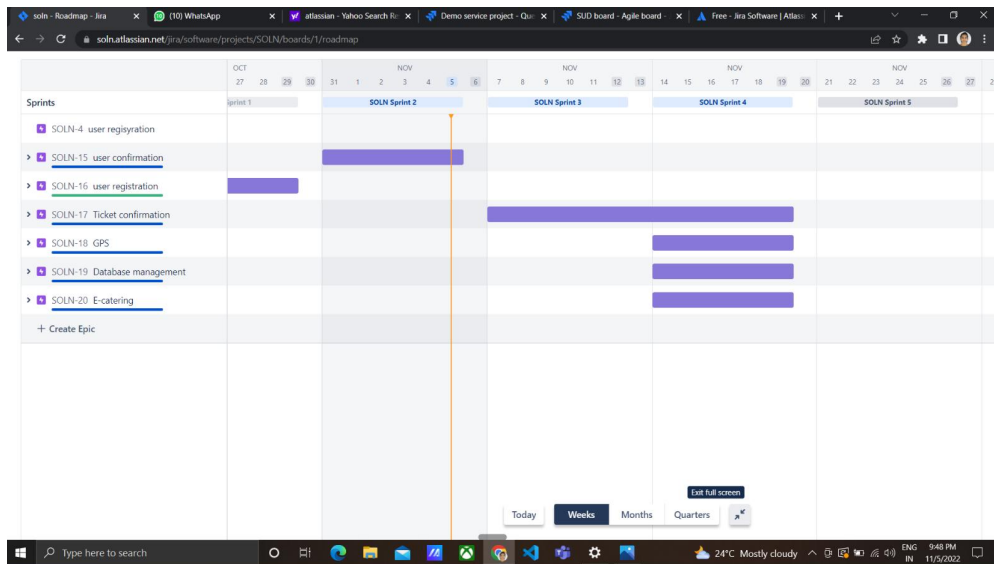 soln - Roadmap - Jira
(10) WhatsApp
atlassian - Yahoo Search Re
Demo service project - Que
SUD board - Agile board -
Free - Jira Software | Atlass
soln.atlassian.net/jira/software/projects/SOLN/boards/1/roadmap
OCT NOV NOV NOV NOV
27 28 29 30 31 1 2 3 4 5 6 7 8 9 10 11 12 13 14 15 16 17 18 19 20 21 22 23 24 25 26 27 2
Sprints
print 1 SOLN Sprint 2 SOLN Sprint 3 SOLN Sprint 4 SOLN Sprint 5
SOLN-4 user regisyration
SOLN-15 user confirmation
SOLN-16 user registration
SOLN-17 Ticket confirmation
SOLN-18 GPS
SOLN-19 Database management
SOLN-20 E-catering
+ Create Epic
Exit full screen
Today Weeks Months Quarters
Type here to search
24°C Mostly cloudy
ENG 9:48 PM
IN 11/5/2022